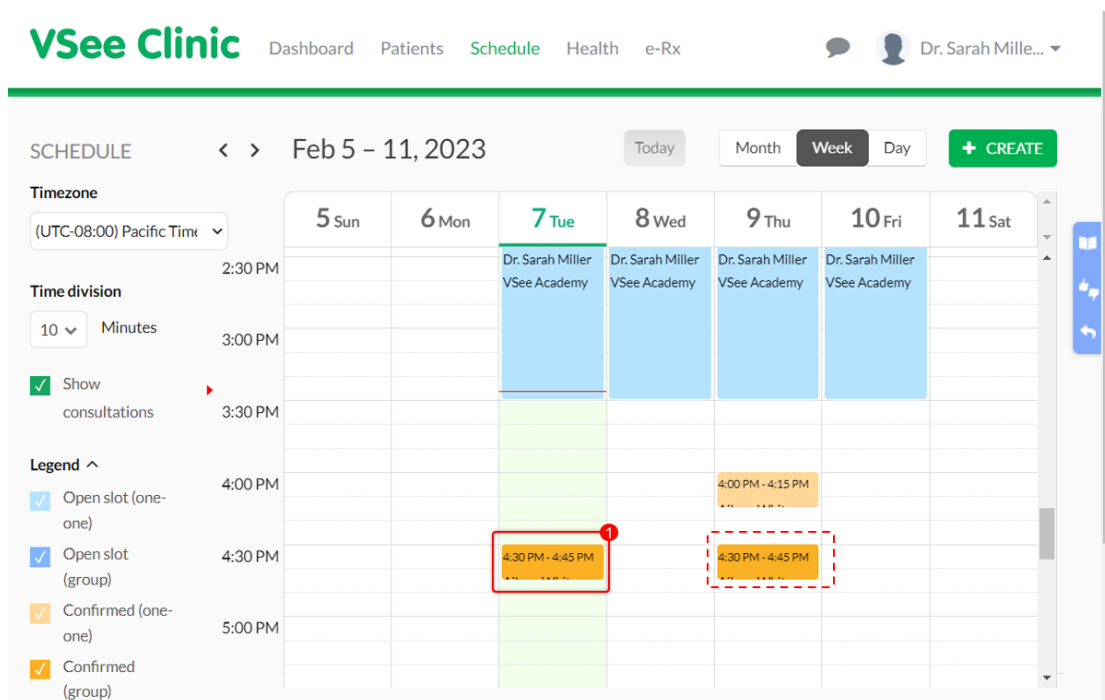 VSee Clinic
Dashboard Patients Schedule Health e-Rx
Dr. Sarah Mille...
SCHEDULE
Feb 5 – 11, 2023
Today
Month Week Day
+ CREATE
Timezone
(UTC-08:00) Pacific Time
Time division
10 Minutes
Show
consultations
Legend
Open slot (one-
one)
Open slot
(group)
Confirmed (one-
one)
Confirmed
(group)
5 Sun 6 Mon 7 Tue 8 Wed 9 Thu 10 Fri 11 Sat
2:30 PM
3:00 PM
3:30 PM
4:00 PM
4:30 PM
5:00 PM
Dr. Sarah Miller
VSee Academy
Dr. Sarah Miller
VSee Academy
Dr. Sarah Miller
VSee Academy
Dr. Sarah Miller
VSee Academy
4:00 PM - 4:15 PM
1
4:30 PM - 4:45 PM
4:30 PM - 4:45 PM